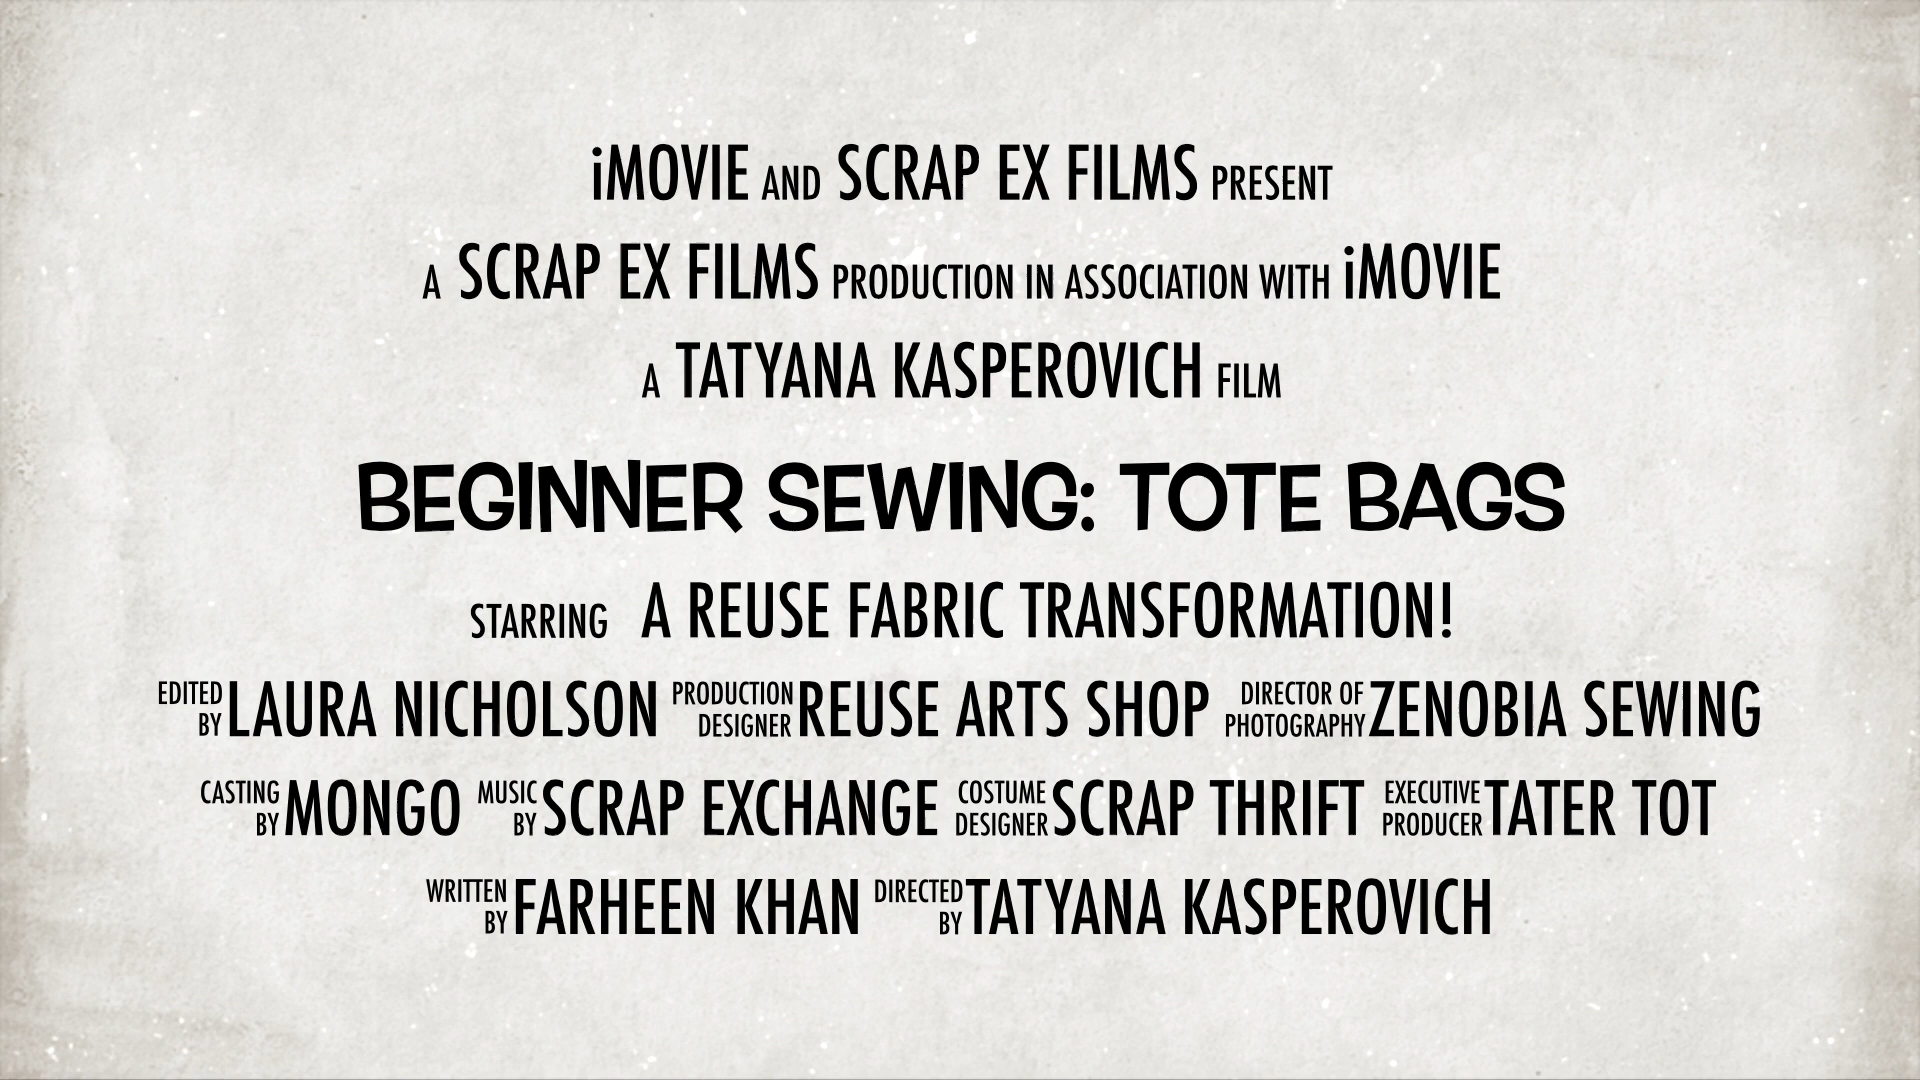 iMOVIE AND SCRAP EX FILMS PRESENT
A SCRAP EX FILMS PRODUCTION IN ASSOCIATION WITH iMOVIE
A TATYANA KASPEROVICH FILM
BEGINNER SEWING: TOTE BAGS
STARRING A REUSE FABRIC TRANSFORMATION!
EDITED BY LAURA NICHOLSON PRODUCTION DESIGNER REUSE ARTS SHOP DIRECTOR OF PHOTOGRAPHY ZENOBIA SEWING
CASTING BY MONGO MUSIC BY SCRAP EXCHANGE COSTUME DESIGNER SCRAP THRIFT EXECUTIVE PRODUCER TATER TOT
WRITTEN BY FARHEEN KHAN DIRECTED BY TATYANA KASPEROVICH